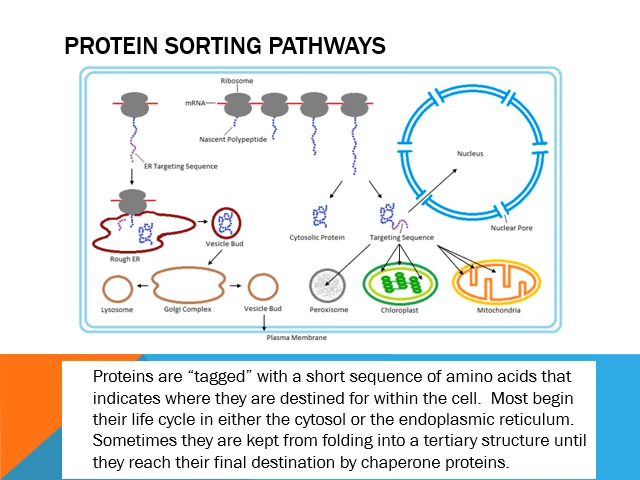 PROTEIN SORTING PATHWAYS
Ribosome
mRNA
Nascent Polypeptide
ER Targeting Sequence
Nucleus
Nuclear Pore
Rough ER
Vesicle Bud
Cytosolic Protein
Targeting Sequence
Lysosome
Golgi Complex
Vesicle Bud
Peroxisome
Chloroplast
Mitochondria
Plasma Membrane
Proteins are “tagged” with a short sequence of amino acids that
indicates where they are destined for within the cell.  Most begin
their life cycle in either the cytosol or the endoplasmic reticulum.
Sometimes they are kept from folding into a tertiary structure until
they reach their final destination by chaperone proteins.